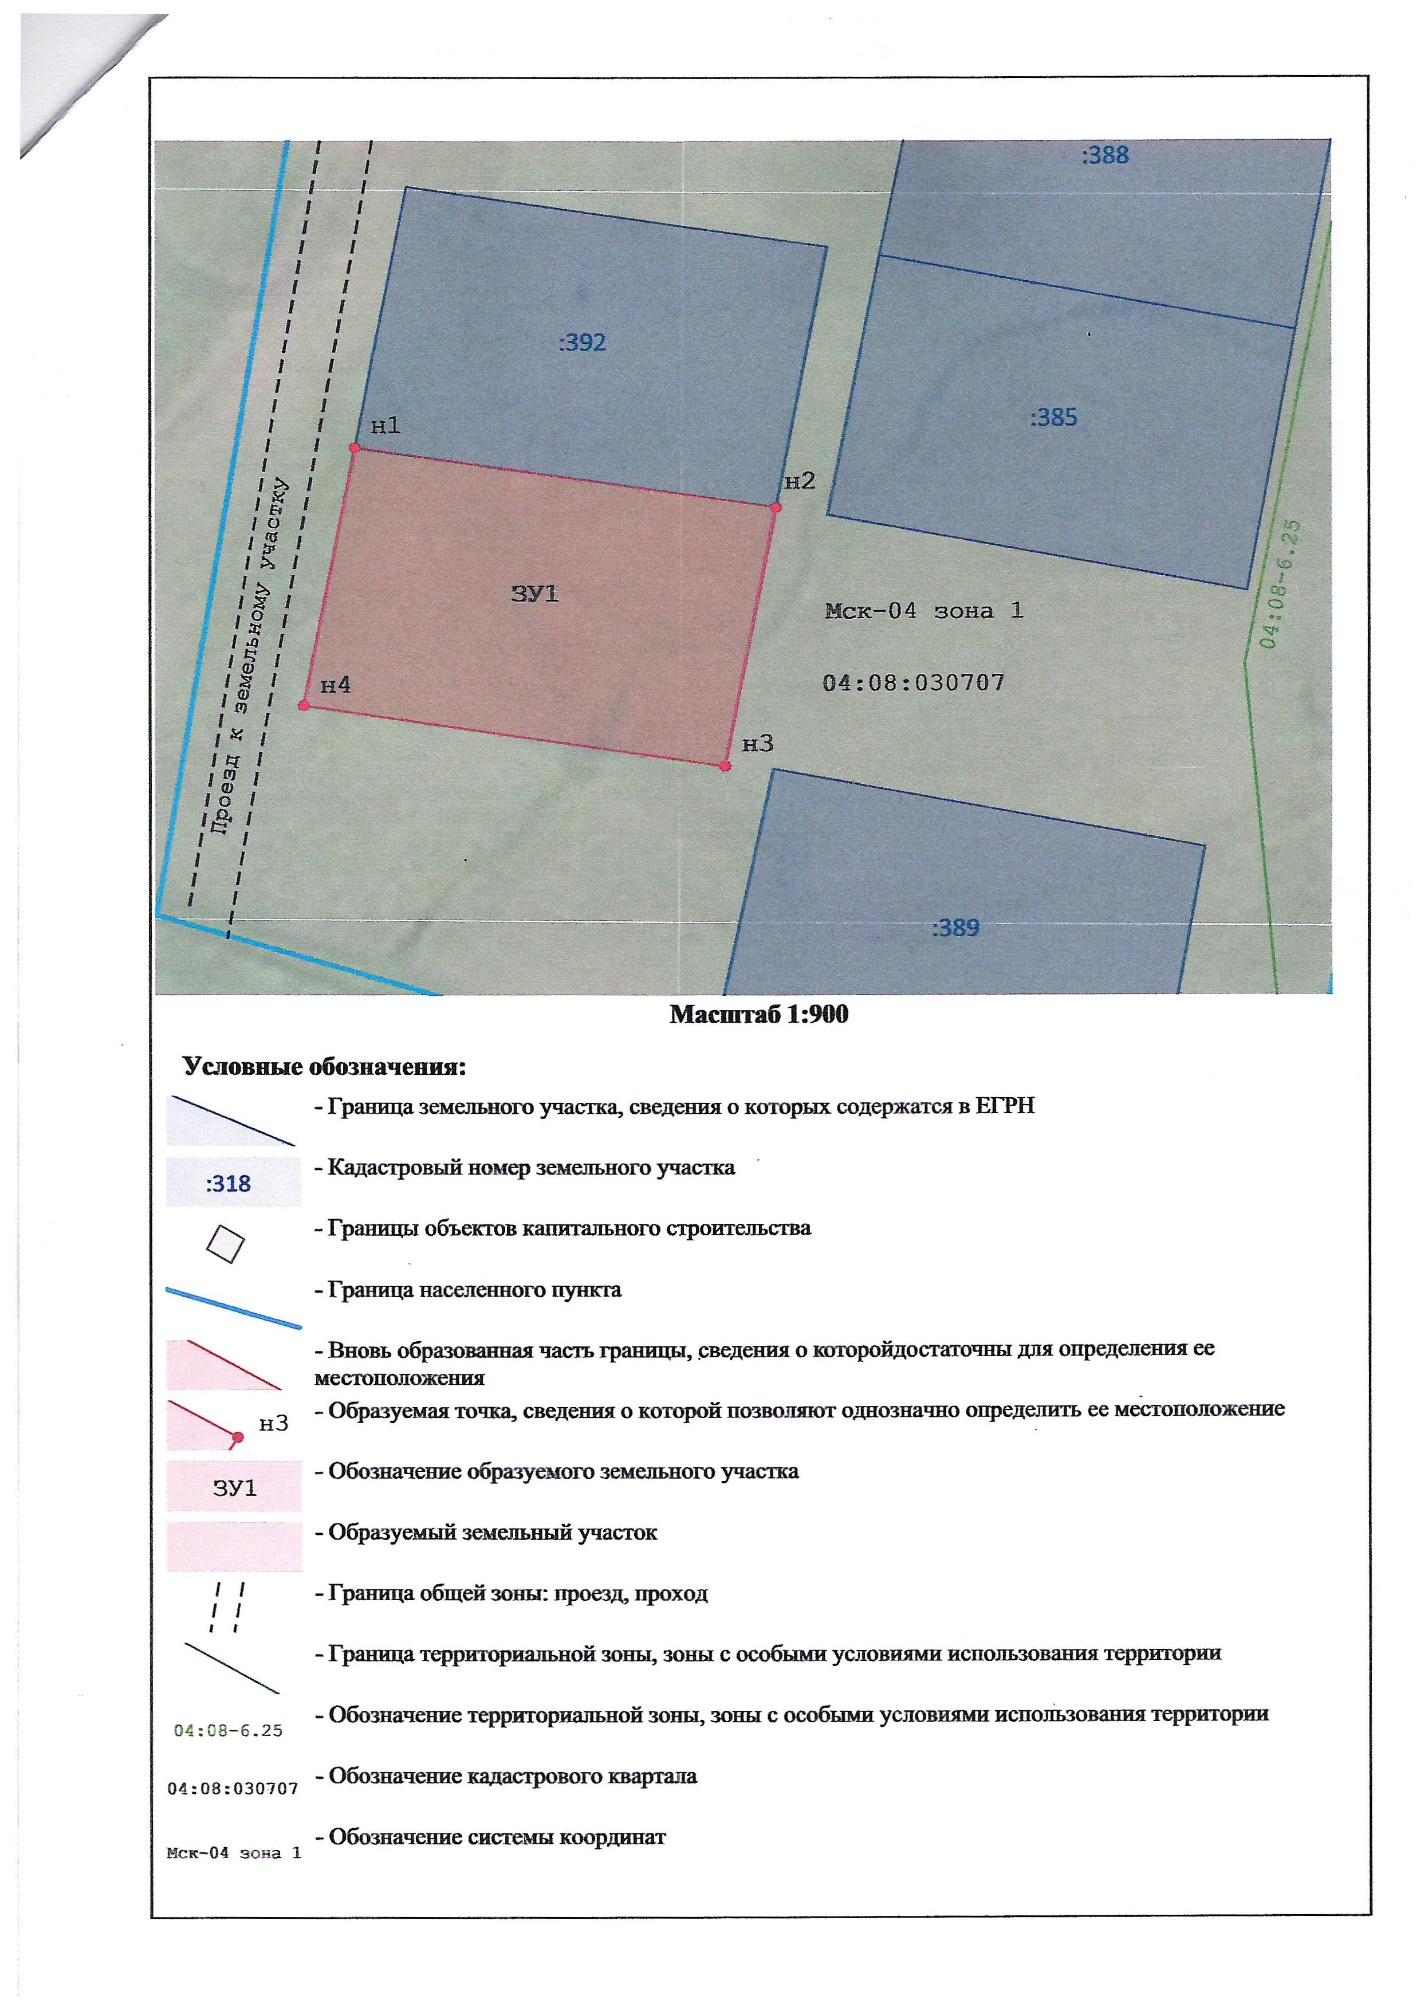 :388
:392
:385
н1
н2
ЗУ1
Мск-04 зона 1
04:08:030707
04:08-6.25
Проезд к земельному участку
н4
н3
:389
Масштаб 1:900
Условные обозначения:
- Граница земельного участка, сведения о которых содержатся в ЕГРН
:318
- Кадастровый номер земельного участка
- Границы объектов капитального строительства
- Граница населенного пункта
- Вновь образованная часть границы, сведения о которойдостаточны для определения ее
местоположения
н3
- Образуемая точка, сведения о которой позволяют однозначно определить ее местоположение
ЗУ1
- Обозначение образуемого земельного участка
- Образуемый земельный участок
- Граница общей зоны: проезд, проход
- Граница территориальной зоны, зоны с особыми условиями использования территории
04:08-6.25
- Обозначение территориальной зоны, зоны с особыми условиями использования территории
04:08:030707
- Обозначение кадастрового квартала
Мск-04 зона 1
- Обозначение системы координат